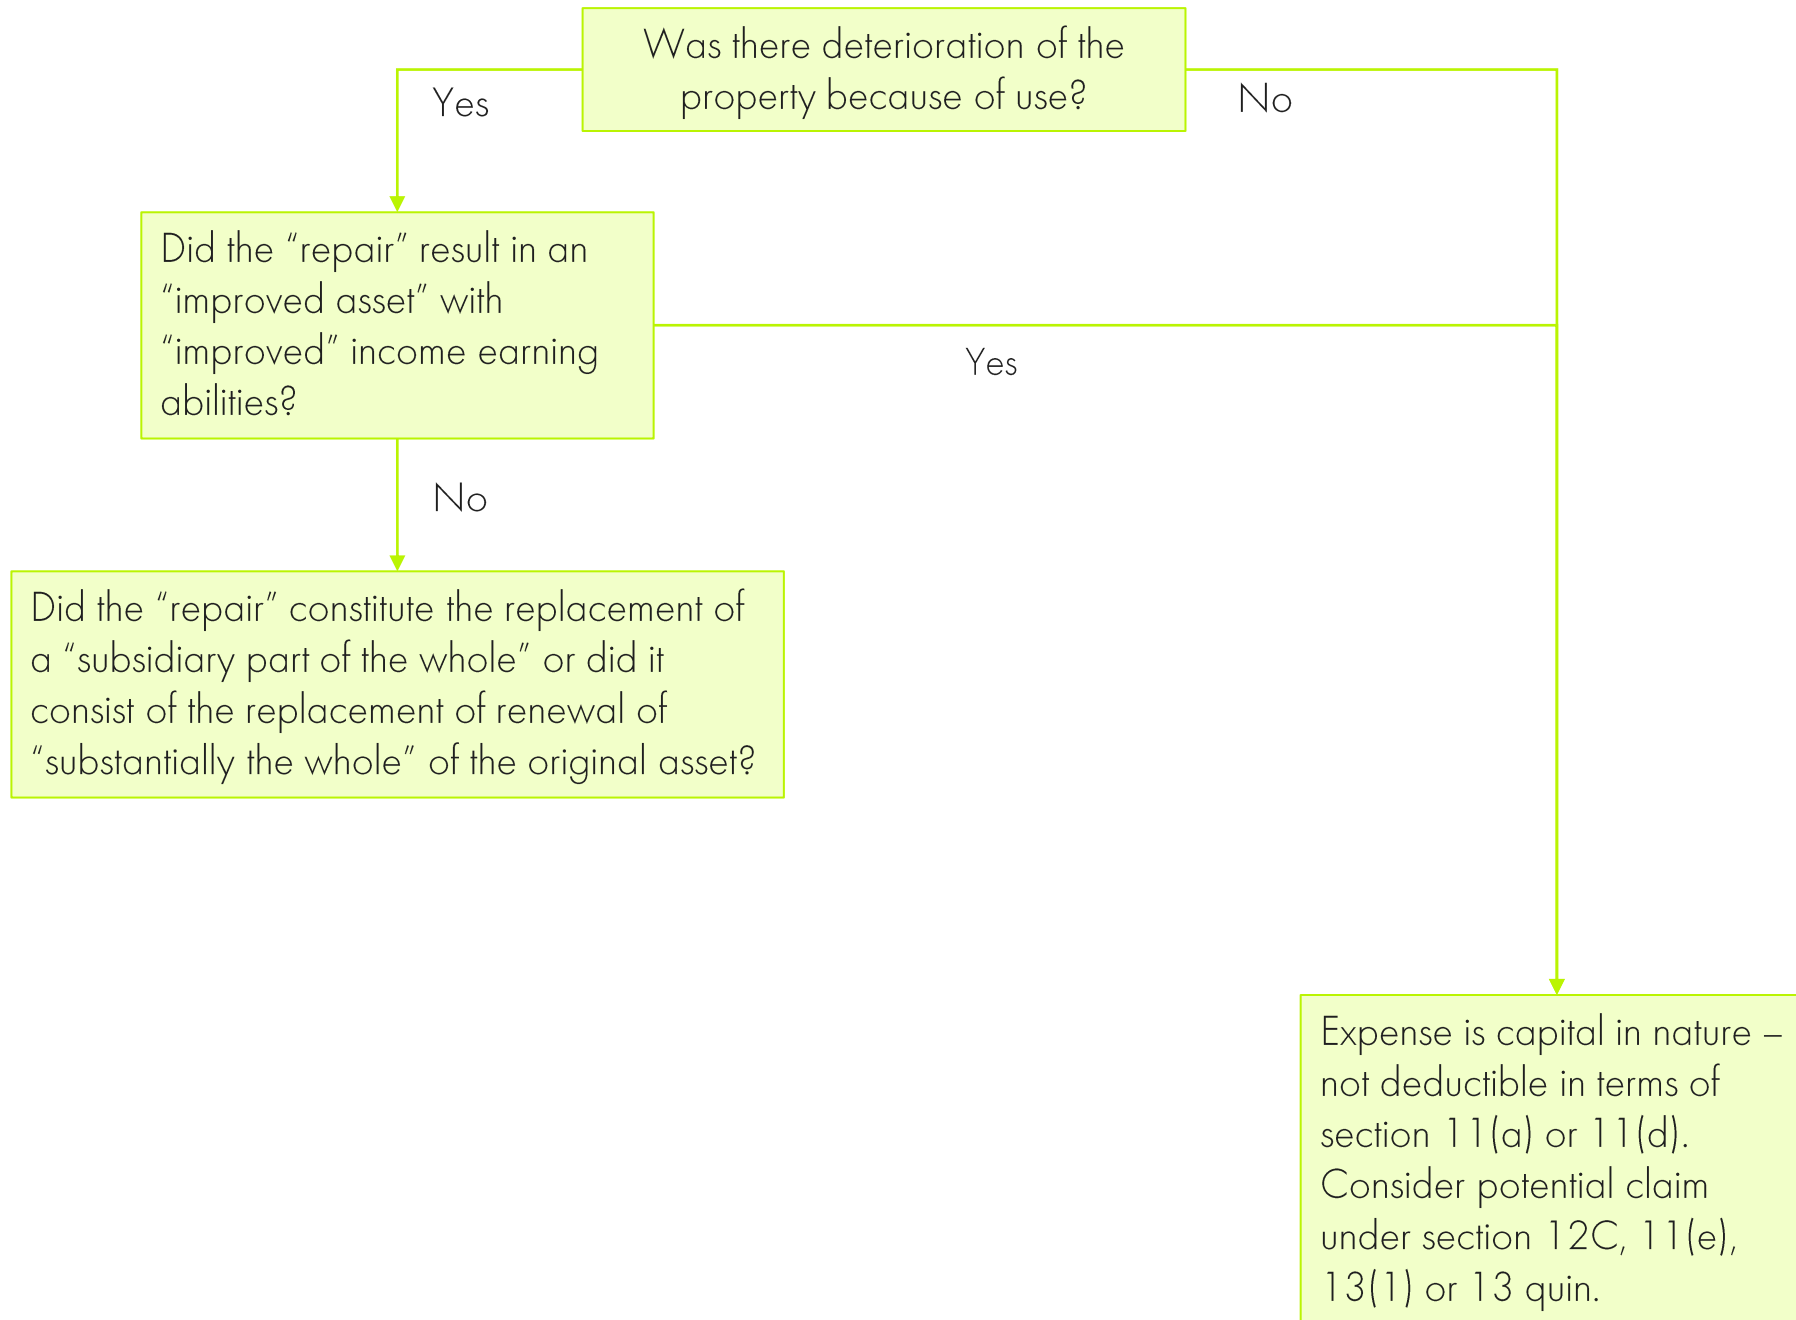 Was there deterioration of the
property because of use?
Yes
No
Did the “repair” result in an
“improved asset” with
“improved” income earning
abilities?
Yes
No
Did the “repair” constitute the replacement of
a “subsidiary part of the whole” or did it
consist of the replacement of renewal of
“substantially the whole” of the original asset?
Expense is capital in nature –
not deductible in terms of
section 11(a) or 11(d).
Consider potential claim
under section 12C, 11(e),
13(1) or 13 quin.